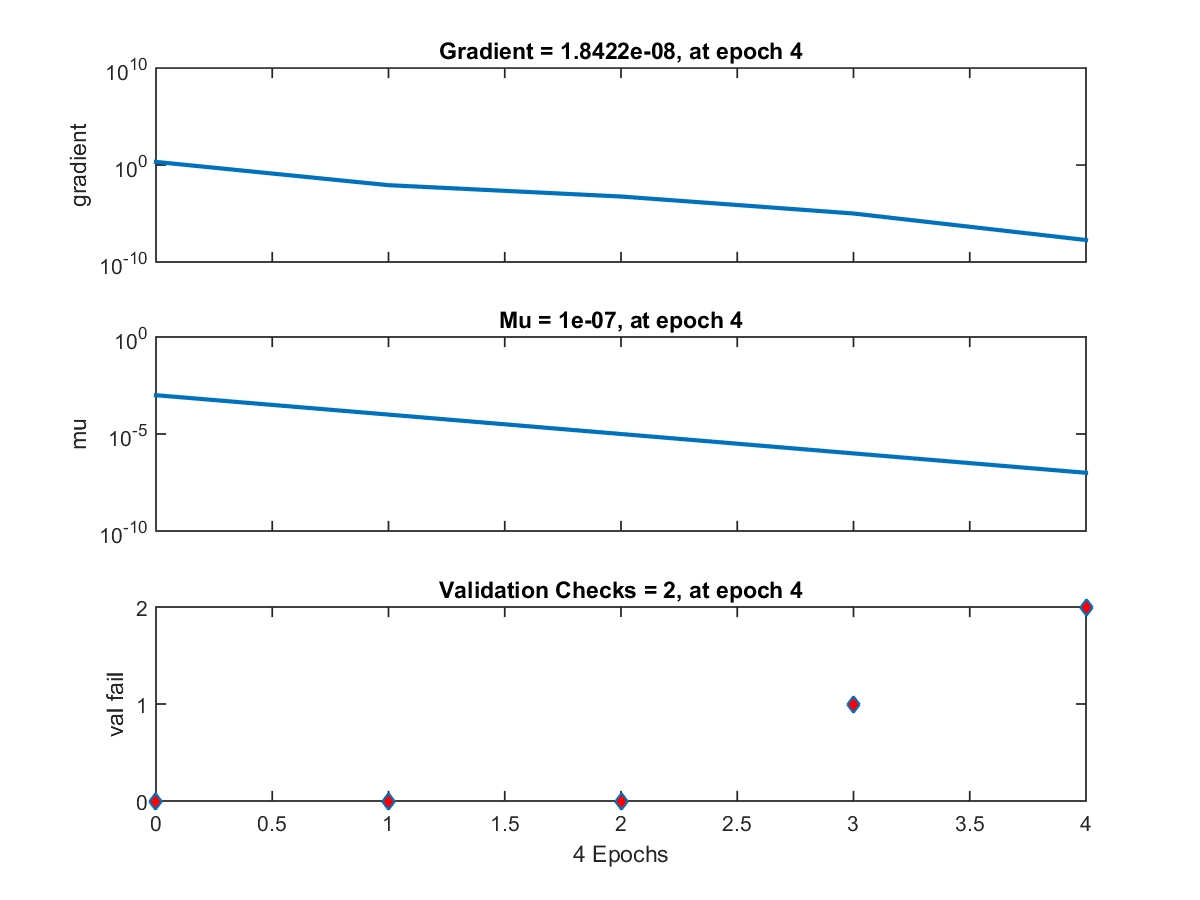 Gradient = 1.8422e-08, at epoch 4
10^10
10^0
10^-10
gradient
Mu = 1e-07, at epoch 4
10^0
10^-5
10^-10
mu
Validation Checks = 2, at epoch 4
2
1
0
val fail
0 0.5 1 1.5 2 2.5 3 3.5 4
4 Epochs